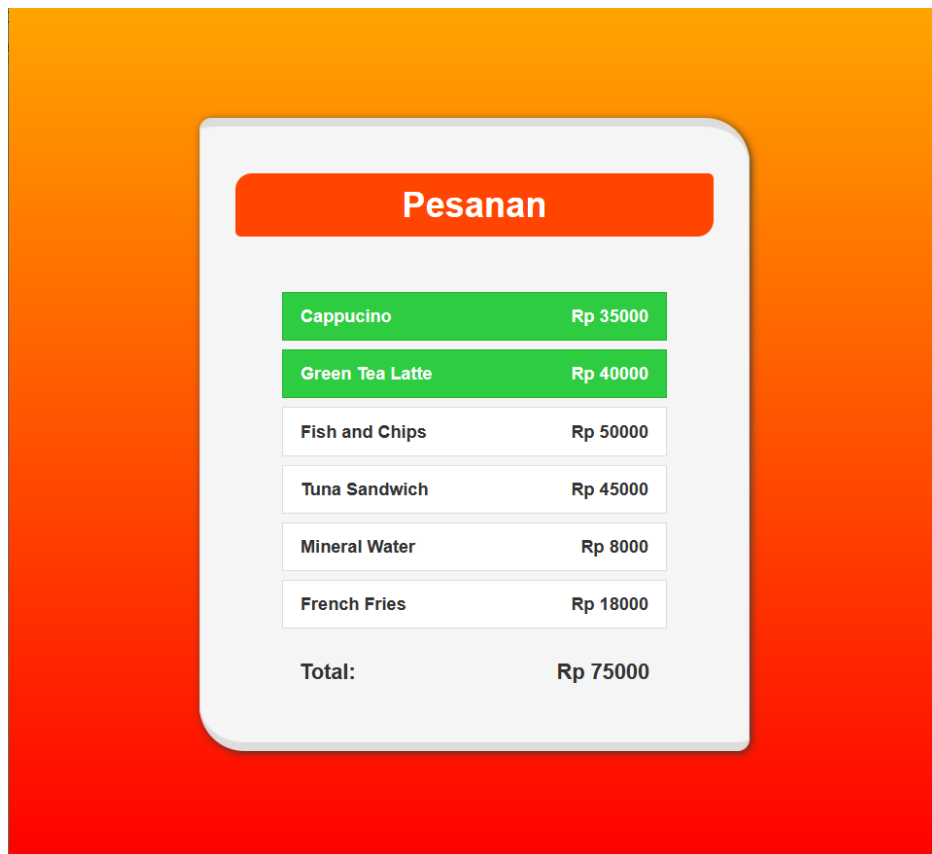 Pesanan
Cappucino Rp 35000
Green Tea Latte Rp 40000
Fish and Chips Rp 50000
Tuna Sandwich Rp 45000
Mineral Water Rp 8000
French Fries Rp 18000
Total: Rp 75000